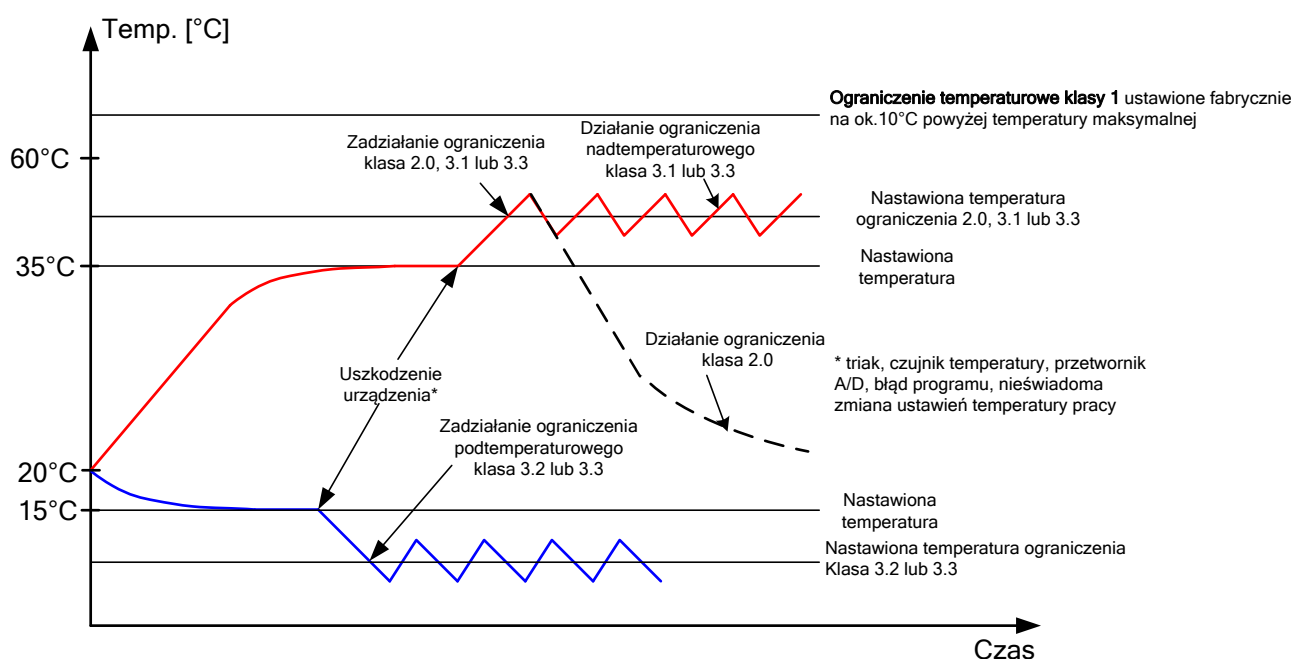 Temp. [°C]
Ograniczenie temperaturowe klasy 1 ustawione fabrycznie
na ok.10°C powyżej temperatury maksymalnej
Zadziałanie ograniczenia
klasa 2.0, 3.1 lub 3.3
Działanie ograniczenia
nadtemperaturowego
klasa 3.1 lub 3.3
60°C
Nastawiona temperatura
ograniczenia 2.0, 3.1 lub 3.3
35°C
Nastawiona
temperatura
Działanie ograniczenia
klasa 2.0
* triak, czujnik temperatury, przetwornik
A/D, błąd programu, nieświadoma
zmiana ustawień temperatury pracy
Uszkodzenie
urządzenia*
Zadziałanie ograniczenia
podtemperaturowego
klasa 3.2 lub 3.3
20°C
15°C
Nastawiona
temperatura
Nastawiona temperatura ograniczenia
Klasa 3.2 lub 3.3
Czas